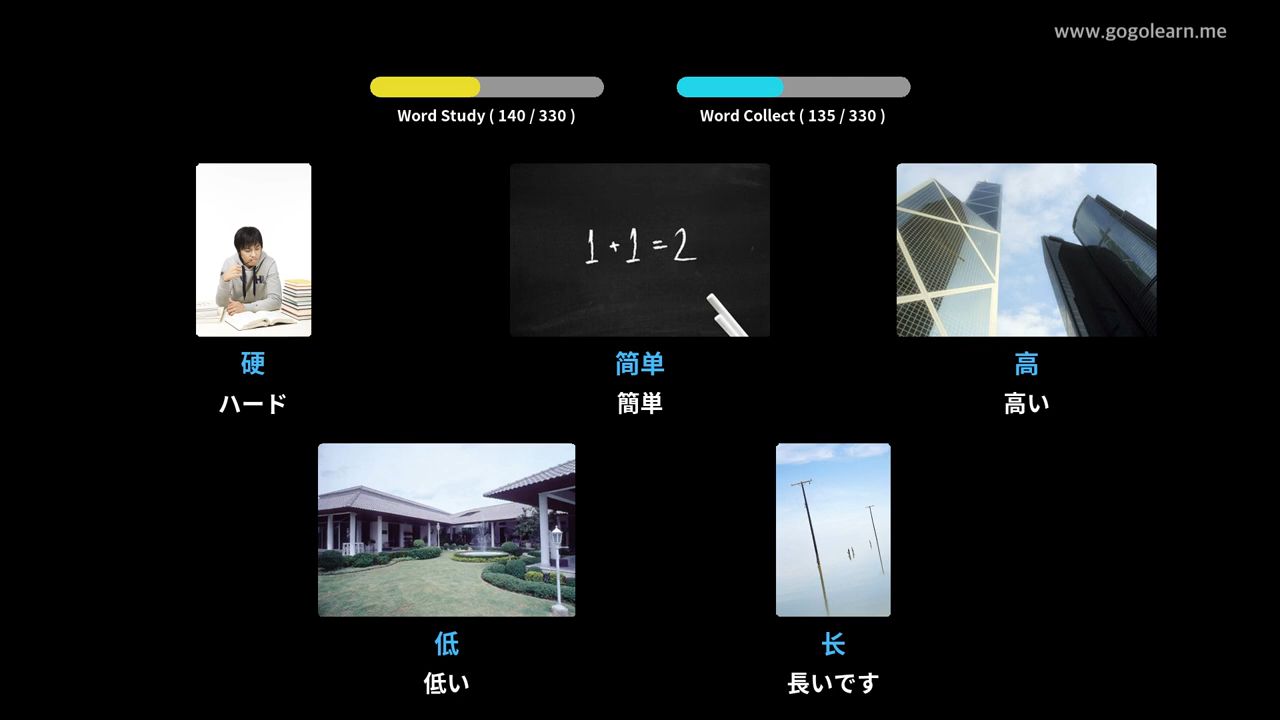 www.gogolearn.me
Word Study ( 140 / 330 )
Word Collect ( 135 / 330 )
1+1=2
硬
简单
高
ハード
簡単
高い
低
长
低い
長いです